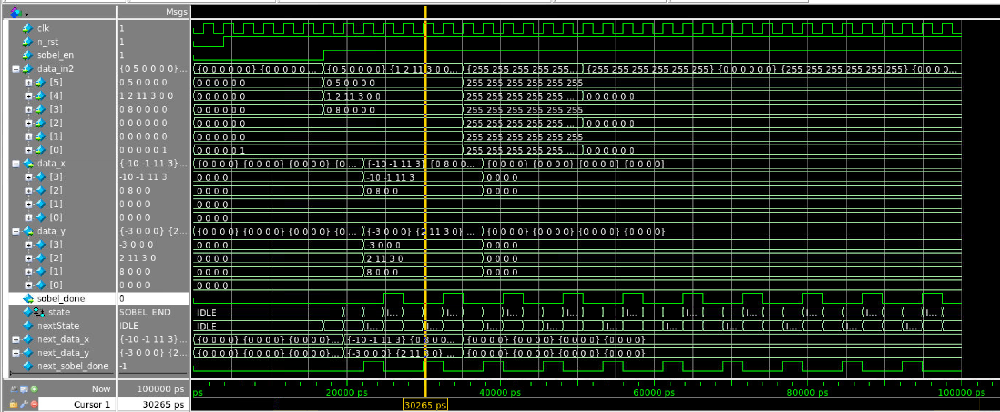 Msgs
clk 1
n_rst 1
sobel_en 1
data_in2 {0 5 0 0 0 0}... {0 0 0 0 0 0} {0 0 0 0 0 ... {0 5 0 0 0 0} {1 2 11 3 0 0... {255 255 255 255 255... {255 255 255 255 255 255} {0 0 0 0 0 0} {255 255 255 255 255 255} {0 0 0 0...
[5] 0 5 0 0 0 0 0 0 0 0 0 0 0 5 0 0 0 0 255 255 255 255 255 255
[4] 1 2 11 3 0 0 0 0 0 0 0 0 1 2 11 3 0 0 255 255 255 255 255 ... 0 0 0 0 0 0
[3] 0 8 0 0 0 0 0 0 0 0 0 0 0 8 0 0 0 0 255 255 255 255 255 255
[2] 0 0 0 0 0 0 0 0 0 0 0 0 255 255 255 255 255 ... 0 0 0 0 0 0
[1] 0 0 0 0 0 0 0 0 0 0 0 0 255 255 255 255 255 255
[0] 0 0 0 0 0 1 0 0 0 0 0 1 255 255 255 255 255 ... 0 0 0 0 0 0
data_x {-10 -1 11 3}... {0 0 0 0} {0 0 0 0} {0 0 0 0} {0 ... {-10 -1 11 3} {0 8 0 0... {0 0 0 0} {0 0 0 0} {0 0 0 0} {0 0 0 0}
[3] -10 -1 11 3 0 0 0 0 -10 -1 11 3 0 0 0 0
[2] 0 8 0 0 0 0 0 0 0 8 0 0 0 0 0 0
[1] 0 0 0 0 0 0 0 0
[0] 0 0 0 0 0 0 0 0
data_y {-3 0 0 0} {2... {0 0 0 0} {0 0 0 0} {0 0 0 0} {0 ... {-3 0 0 0} {2 11 3 0} ... {0 0 0 0} {0 0 0 0} {0 0 0 0} {0 0 0 0}
[3] -3 0 0 0 0 0 0 0 -3 0 0 0 0 0 0 0
[2] 2 11 3 0 0 0 0 0 2 11 3 0 0 0 0 0
[1] 8 0 0 0 0 0 0 0 8 0 0 0 0 0 0 0
[0] 0 0 0 0 0 0 0 0
sobel_done 0
state SOBEL_END IDLE I... I... I... I... I... I... I... I... I... I...
nextState IDLE IDLE I... I... I... I... I... I... I... I... I... I...
next_data_x {-10 -1 11 3}... {0 0 0 0} {0 0 0 0} {0 0 0 0}... {-10 -1 11 3} {0 8 0 0... {0 0 0 0} {0 0 0 0} {0 0 0 0} {0 0 0 0}
next_data_y {-3 0 0 0} {2... {0 0 0 0} {0 0 0 0} {0 0 0 0}... {-3 0 0 0} {2 11 3 0} ... {0 0 0 0} {0 0 0 0} {0 0 0 0} {0 0 0 0}
next_sobel_done -1
Now 100000 ps ps 20000 ps 40000 ps 60000 ps 80000 ps 100000 ps
Cursor 1 30265 ps 30265 ps